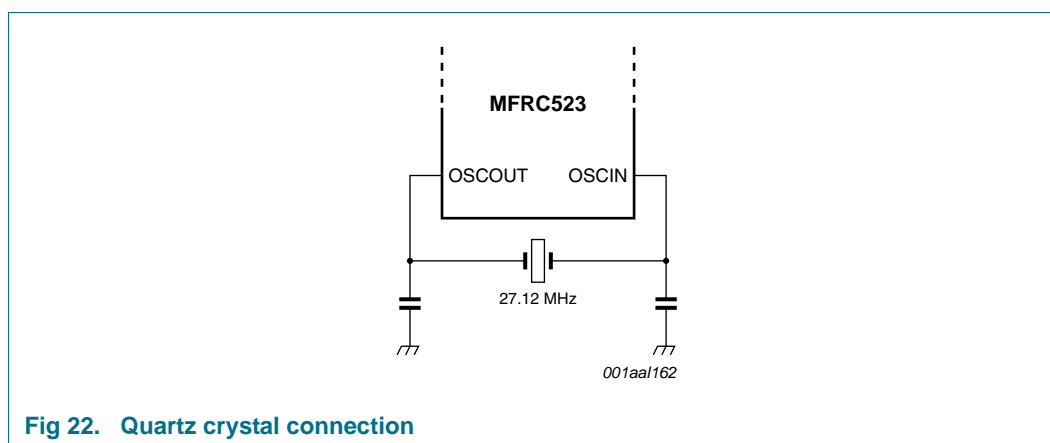 MFRC523
OSCOUT OSCIN
27.12 MHz
001aal162
Fig 22. Quartz crystal connection